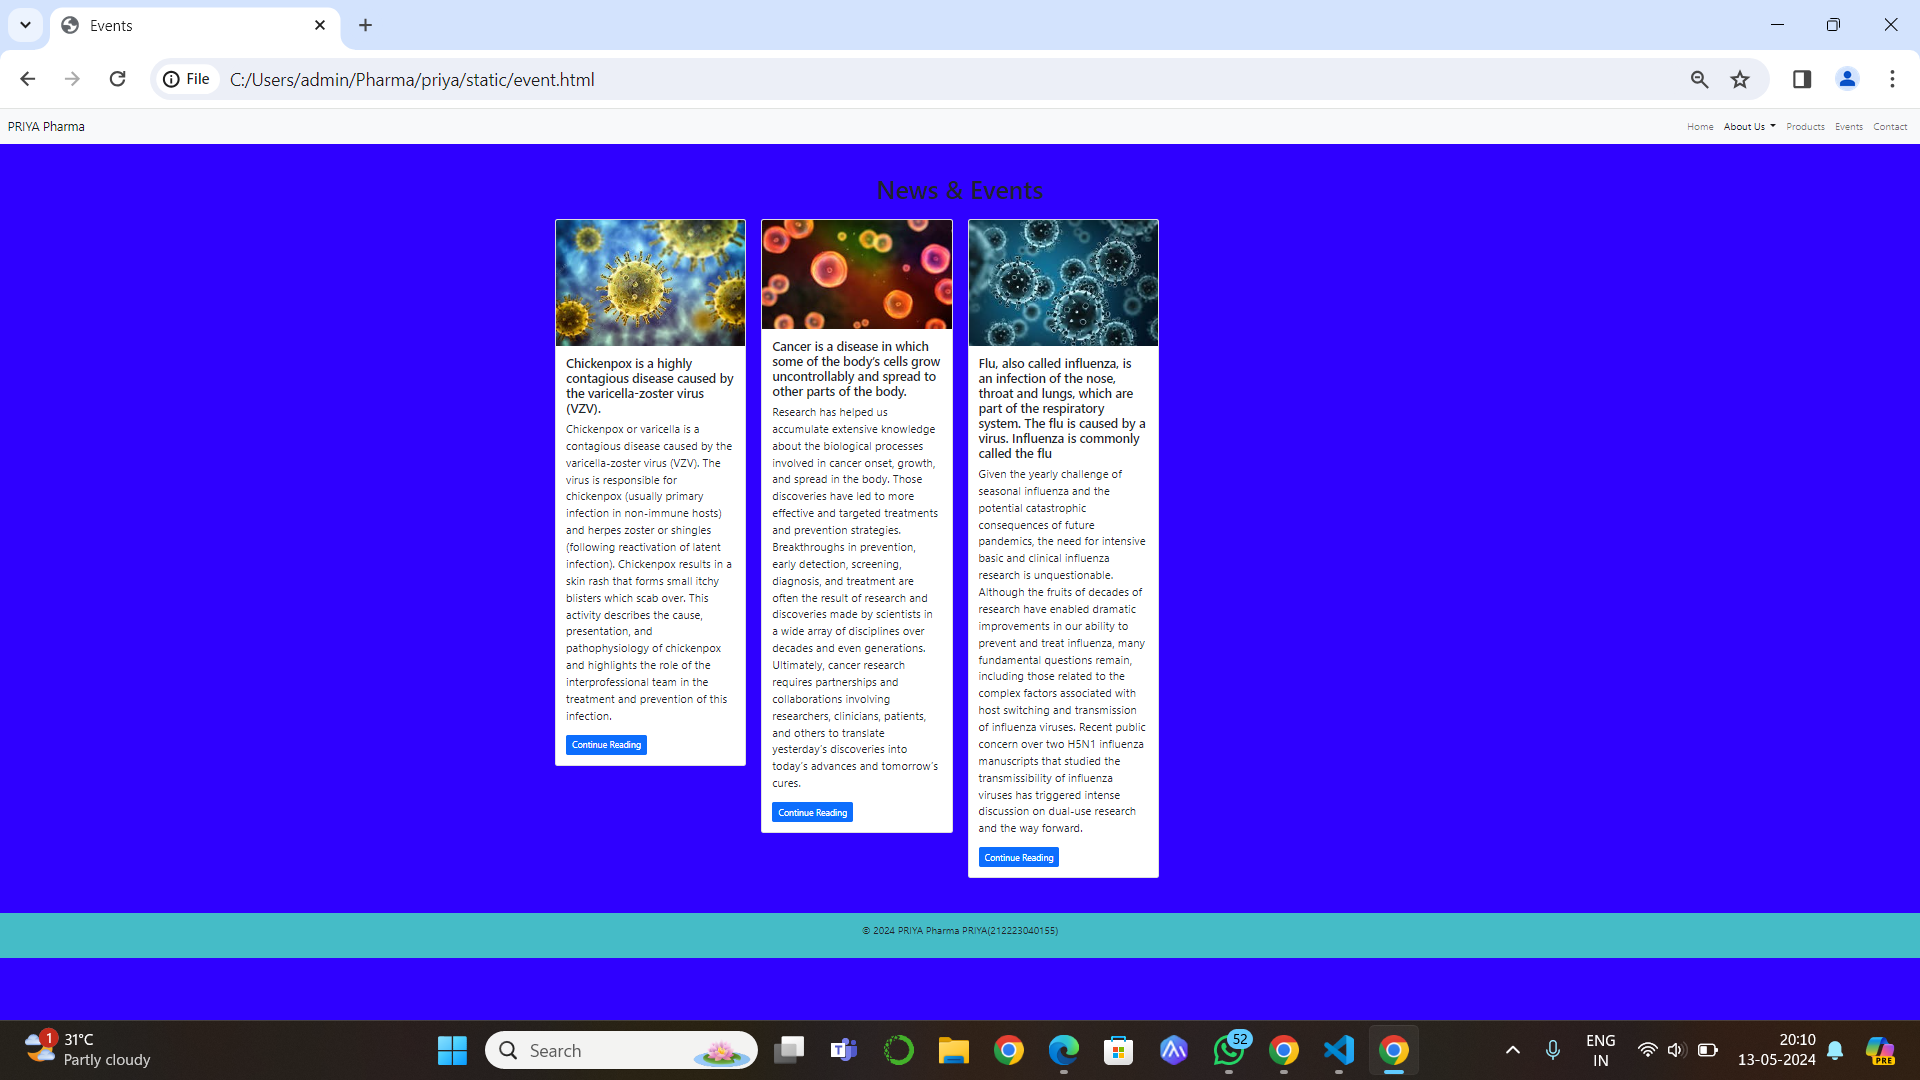 Events
File
C:/Users/admin/Pharma/priya/static/event.html
PRIYA Pharma
Home About Us Products Events Contact
News & Events
Chickenpox is a highly
contagious disease caused by
the varicella-zoster virus
(VZV).
Chickenpox or varicella is a
contagious disease caused by the
varicella-zoster virus (VZV). The
virus is responsible for
chickenpox (usually primary
infection in non-immune hosts)
and herpes zoster or shingles
(following reactivation of latent
infection). Chickenpox results in a
skin rash that forms small itchy
blisters which scab over. This
activity describes the cause,
presentation, and
pathophysiology of chickenpox
and highlights the role of the
interprofessional team in the
treatment and prevention of this
infection.
Continue Reading
Cancer is a disease in which
some of the body's cells grow
uncontrollably and spread to
other parts of the body.
Research has helped us
accumulate extensive knowledge
about the biological processes
involved in cancer onset, growth,
and spread in the body. Those
discoveries have led to more
effective and targeted treatments
and prevention strategies.
Breakthroughs in prevention,
early detection, screening,
diagnosis, and treatment are
often the result of research and
discoveries made by scientists in
a wide array of disciplines over
decades and even generations.
Ultimately, cancer research
requires partnerships and
collaborations involving
researchers, clinicians, patients,
and others to translate
yesterday's discoveries into
today's advances and tomorrow's
cures.
Continue Reading
Flu, also called influenza, is
an infection of the nose,
throat and lungs, which are
part of the respiratory
system. The flu is caused by a
virus. Influenza is commonly
called the flu
Given the yearly challenge of
seasonal influenza and the
potential catastrophic
consequences of future
pandemics, the need for intensive
basic and clinical influenza
research is unquestionable.
Although the fruits of decades of
research have enabled dramatic
improvements in our ability to
prevent and treat influenza, many
fundamental questions remain,
including those related to the
complex factors associated with
host switching and transmission
of influenza viruses. Recent public
concern over two H5N1 influenza
manuscripts that studied the
transmissibility of influenza
viruses has triggered intense
discussion on dual-use research
and the way forward.
Continue Reading
© 2024 PRIYA Pharma PRIYA(212223040155)
1
31°C
Partly cloudy
Search
52
ENG
IN
20:10
13-05-2024
PRE